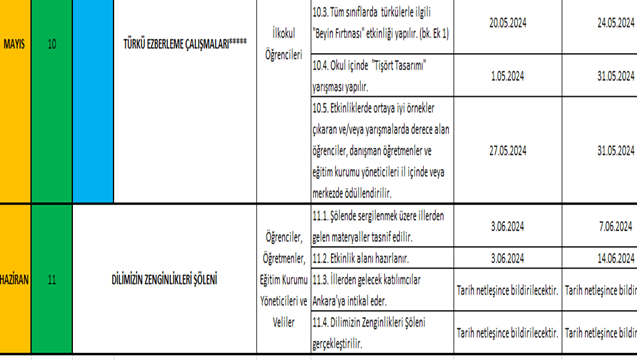 10.3. Tüm sınıflarda türkülerle ilgili
"Beyin Fırtınası" etkinliği yapılır. (bk. Ek 1)
20.05.2024
24.05.2024
MAYIS
10
TÜRKÜ EZBERLEME ÇALIŞMALARI*****
İlkokul
Öğrencileri
10.4. Okul içinde "Tişört Tasarımı"
yarışması yapılır.
1.05.2024
31.05.2024
10.5. Etkinliklerde ortaya iyi örnekler
çıkaran ve/veya yarışmalarda derece alan
öğrenciler, danışman öğretmenler ve
eğitim kurumu yöneticileri il içinde veya
merkezde ödüllendirilir.
27.05.2024
31.05.2024
HAZİRAN
11
DİLİMİZİN ZENGİNLİKLERİ ŞÖLENİ
Öğrenciler,
Öğretmenler,
Eğitim Kurumu
Yöneticileri ve
Veliler
11.1. Şölende sergilenmek üzere illerden
gelen materyaller tasnif edilir.
3.06.2024
7.06.2024
11.2. Etkinlik alanı hazırlanır.
3.06.2024
14.06.2024
11.3. İllerden gelecek katılımcılar
Ankara'ya intikal eder.
Tarih netleşince bildirilecektir.
Tarih netleşince bildir
11.4. Dilimizin Zenginlikleri Şöleni
gerçekleştirilir.
Tarih netleşince bildirilecektir.
Tarih netleşince bildir